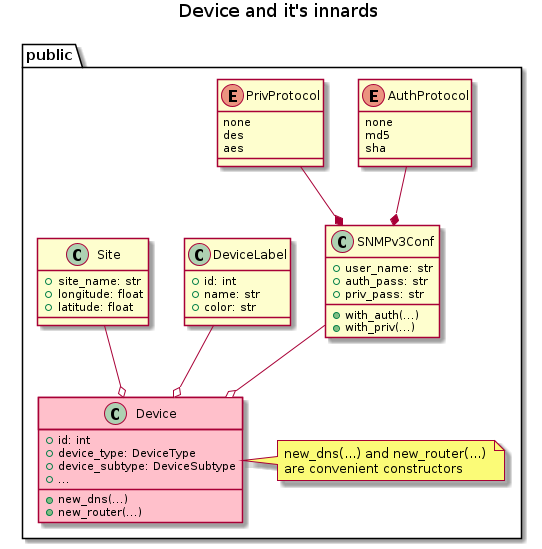 Device and it's innards
public
E PrivProtocol
none
des
aes
E AuthProtocol
none
md5
sha
C Site
site_name: str
longitude: float
latitude: float
C DeviceLabel
id: int
name: str
color: str
C SNMPv3Conf
user_name: str
auth_pass: str
priv_pass: str
with_auth(...)
with_priv(...)
C Device
id: int
device_type: DeviceType
device_subtype: DeviceSubtype
...
new_dns(...)
new_router(...)
new_dns(...) and new_router(...)
are convenient constructors